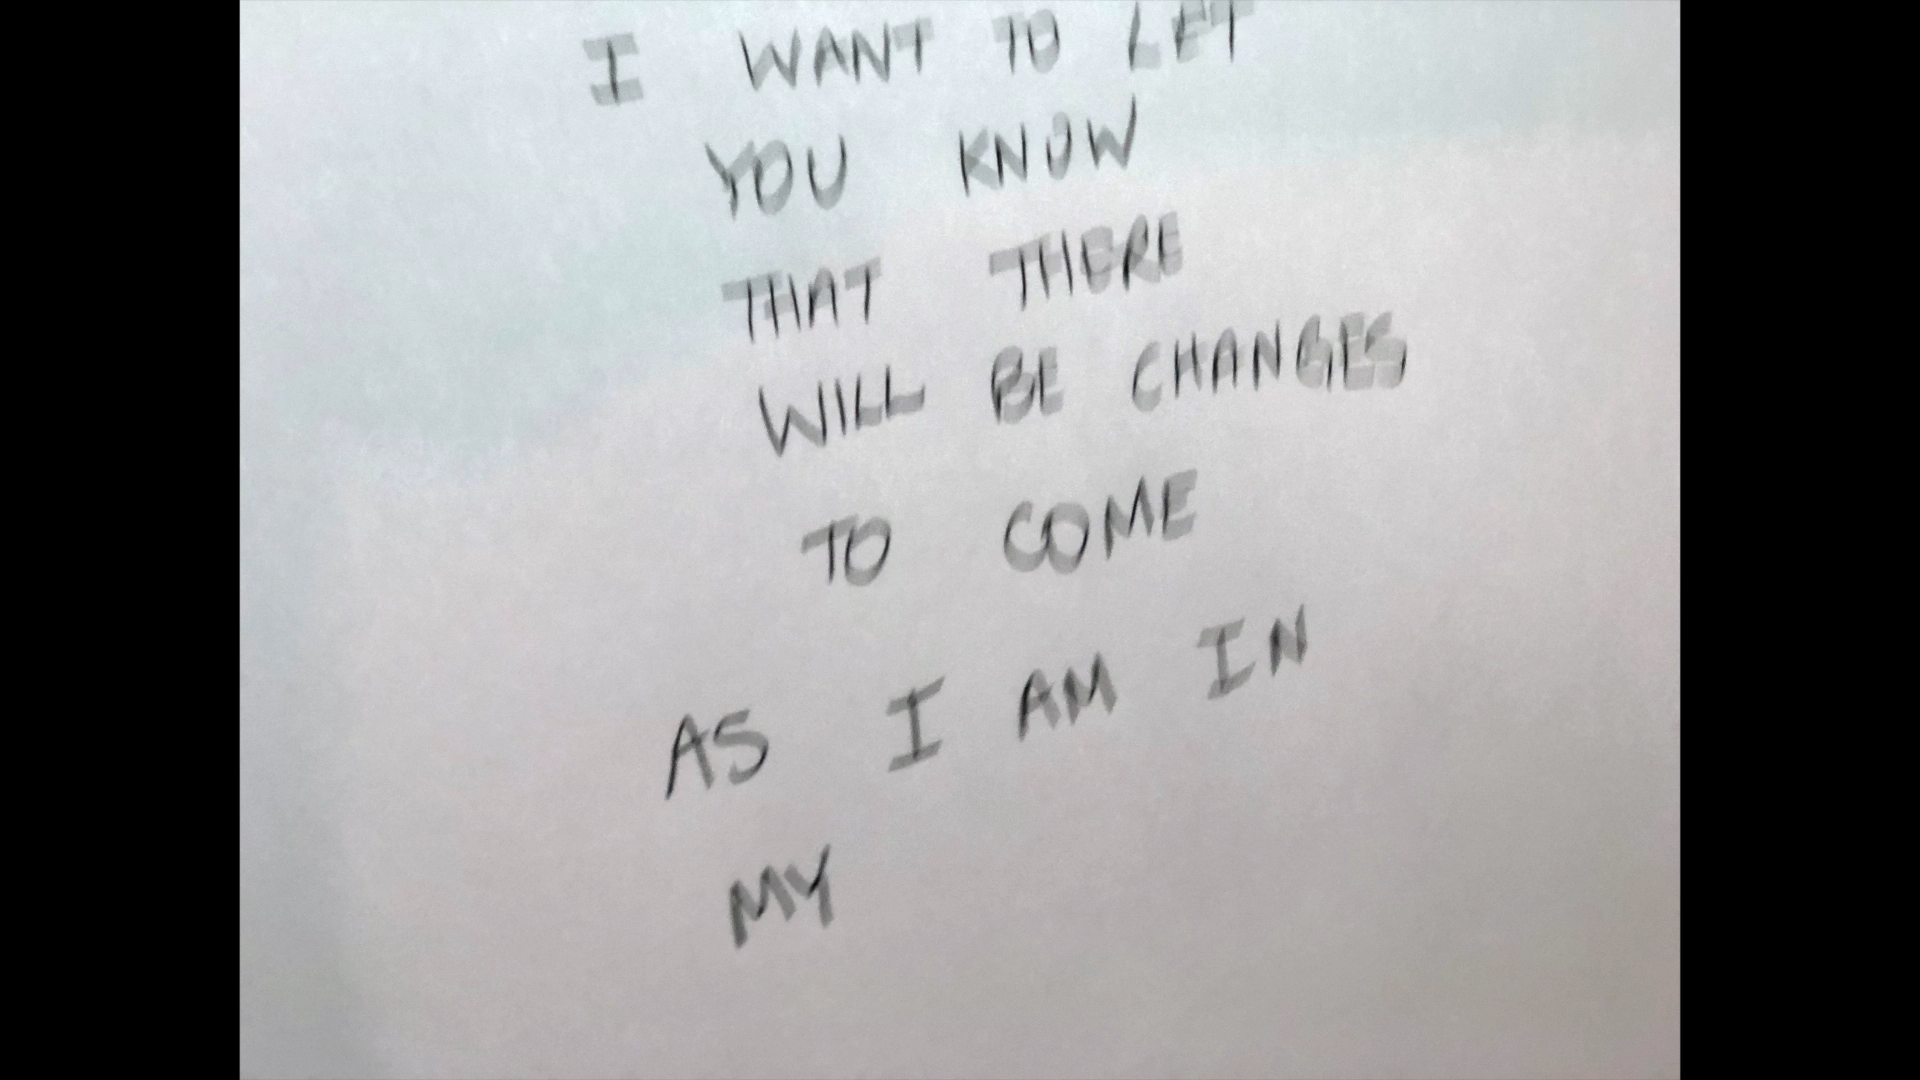 I WANT TO LET
YOU KNOW
THAT THERE
WILL BE CHANGES
TO COME
AS I AM IN
MY